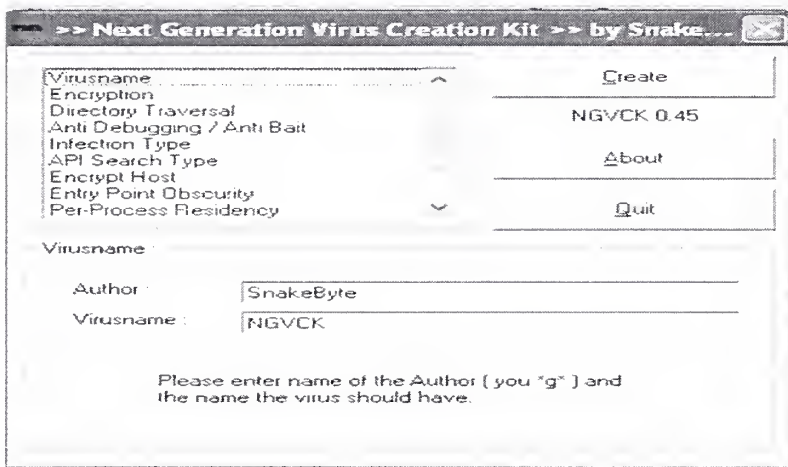 >> Next Generation Virus Creation Kit >> by Snake...
Virusname
Encryption
Directory Traversal
Anti Debugging / Anti Bait
Infection Type
API Search Type
Encrypt Host
Entry Point Obscurity
Per-Process Residency
Create
NGVCK 0.45
About
Quit
Virusname
Author :
SnakeByte
Virusname :
NGVCK
Please enter name of the Author ( you *g* ) and
the name the virus should have.